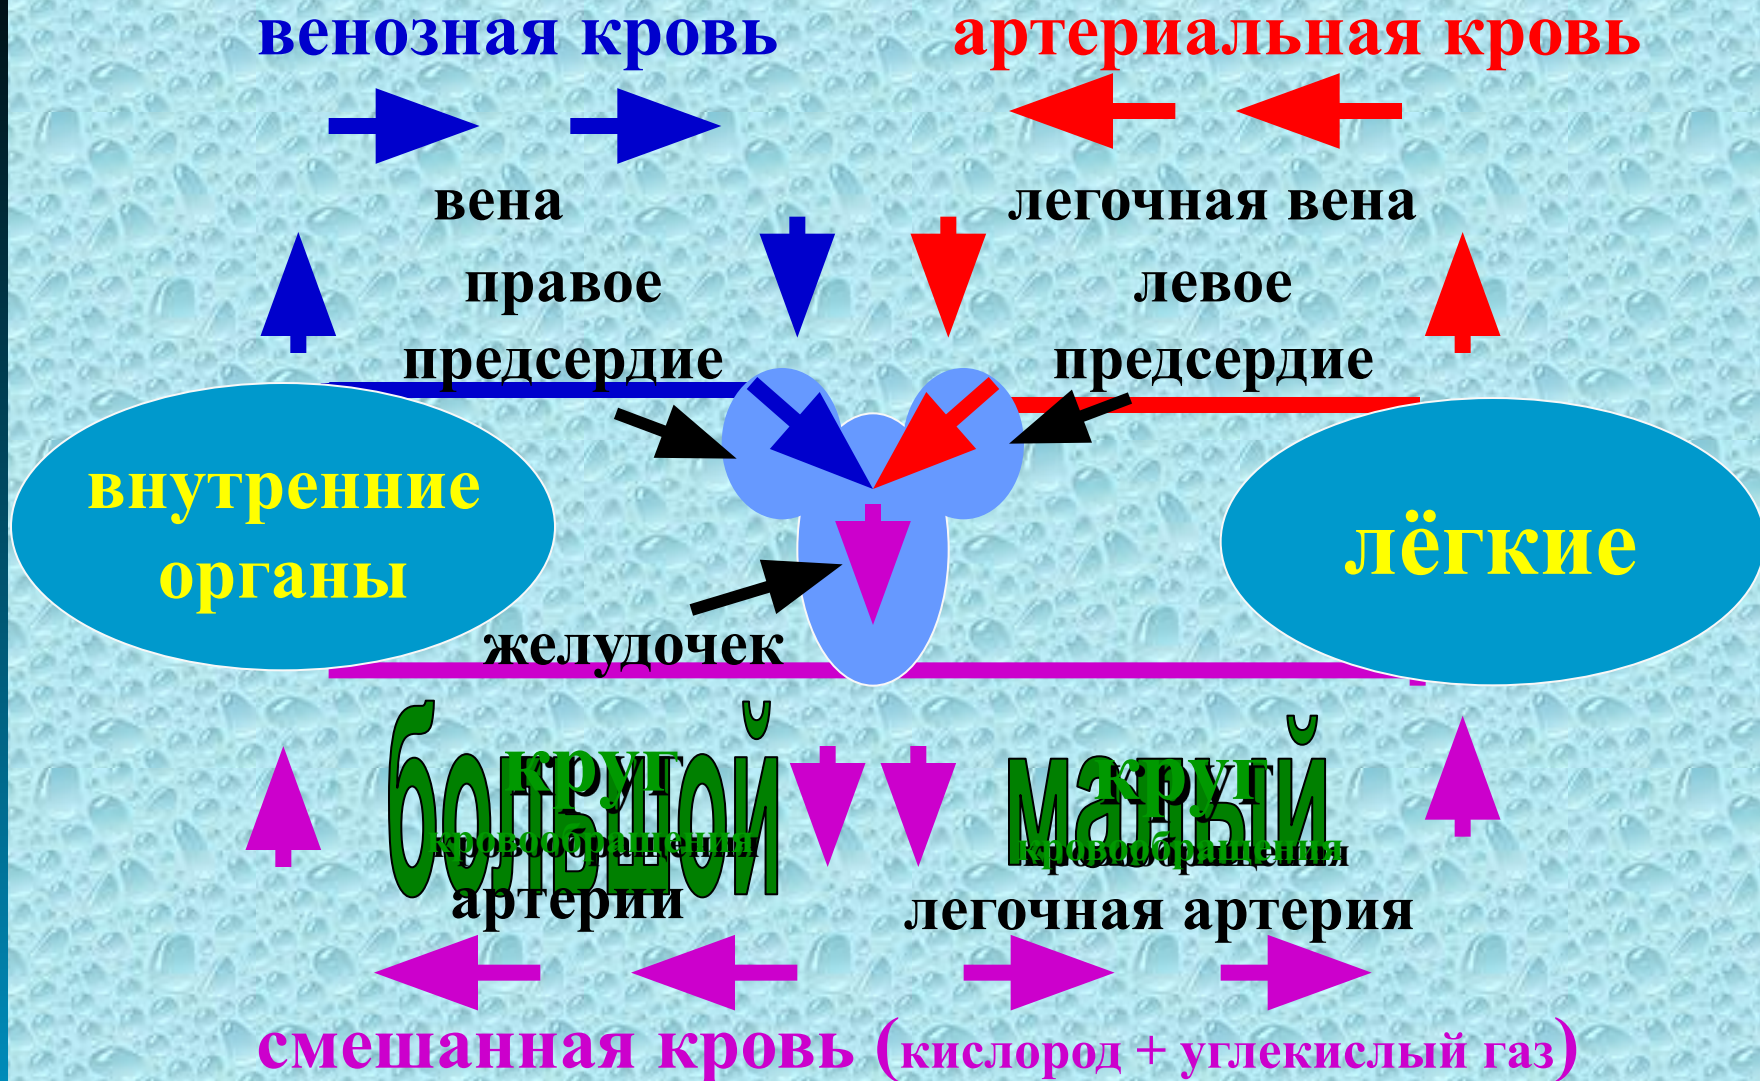 венозная кровь
артериальная кровь
вена
легочная вена
правое
предсердие
левое
предсердие
внутренние
органы
лёгкие
желудочек
большой
круг
кровообращения
малый
круг
кровообращения
артерии
легочная артерия
смешанная кровь (кислород + углекислый газ)